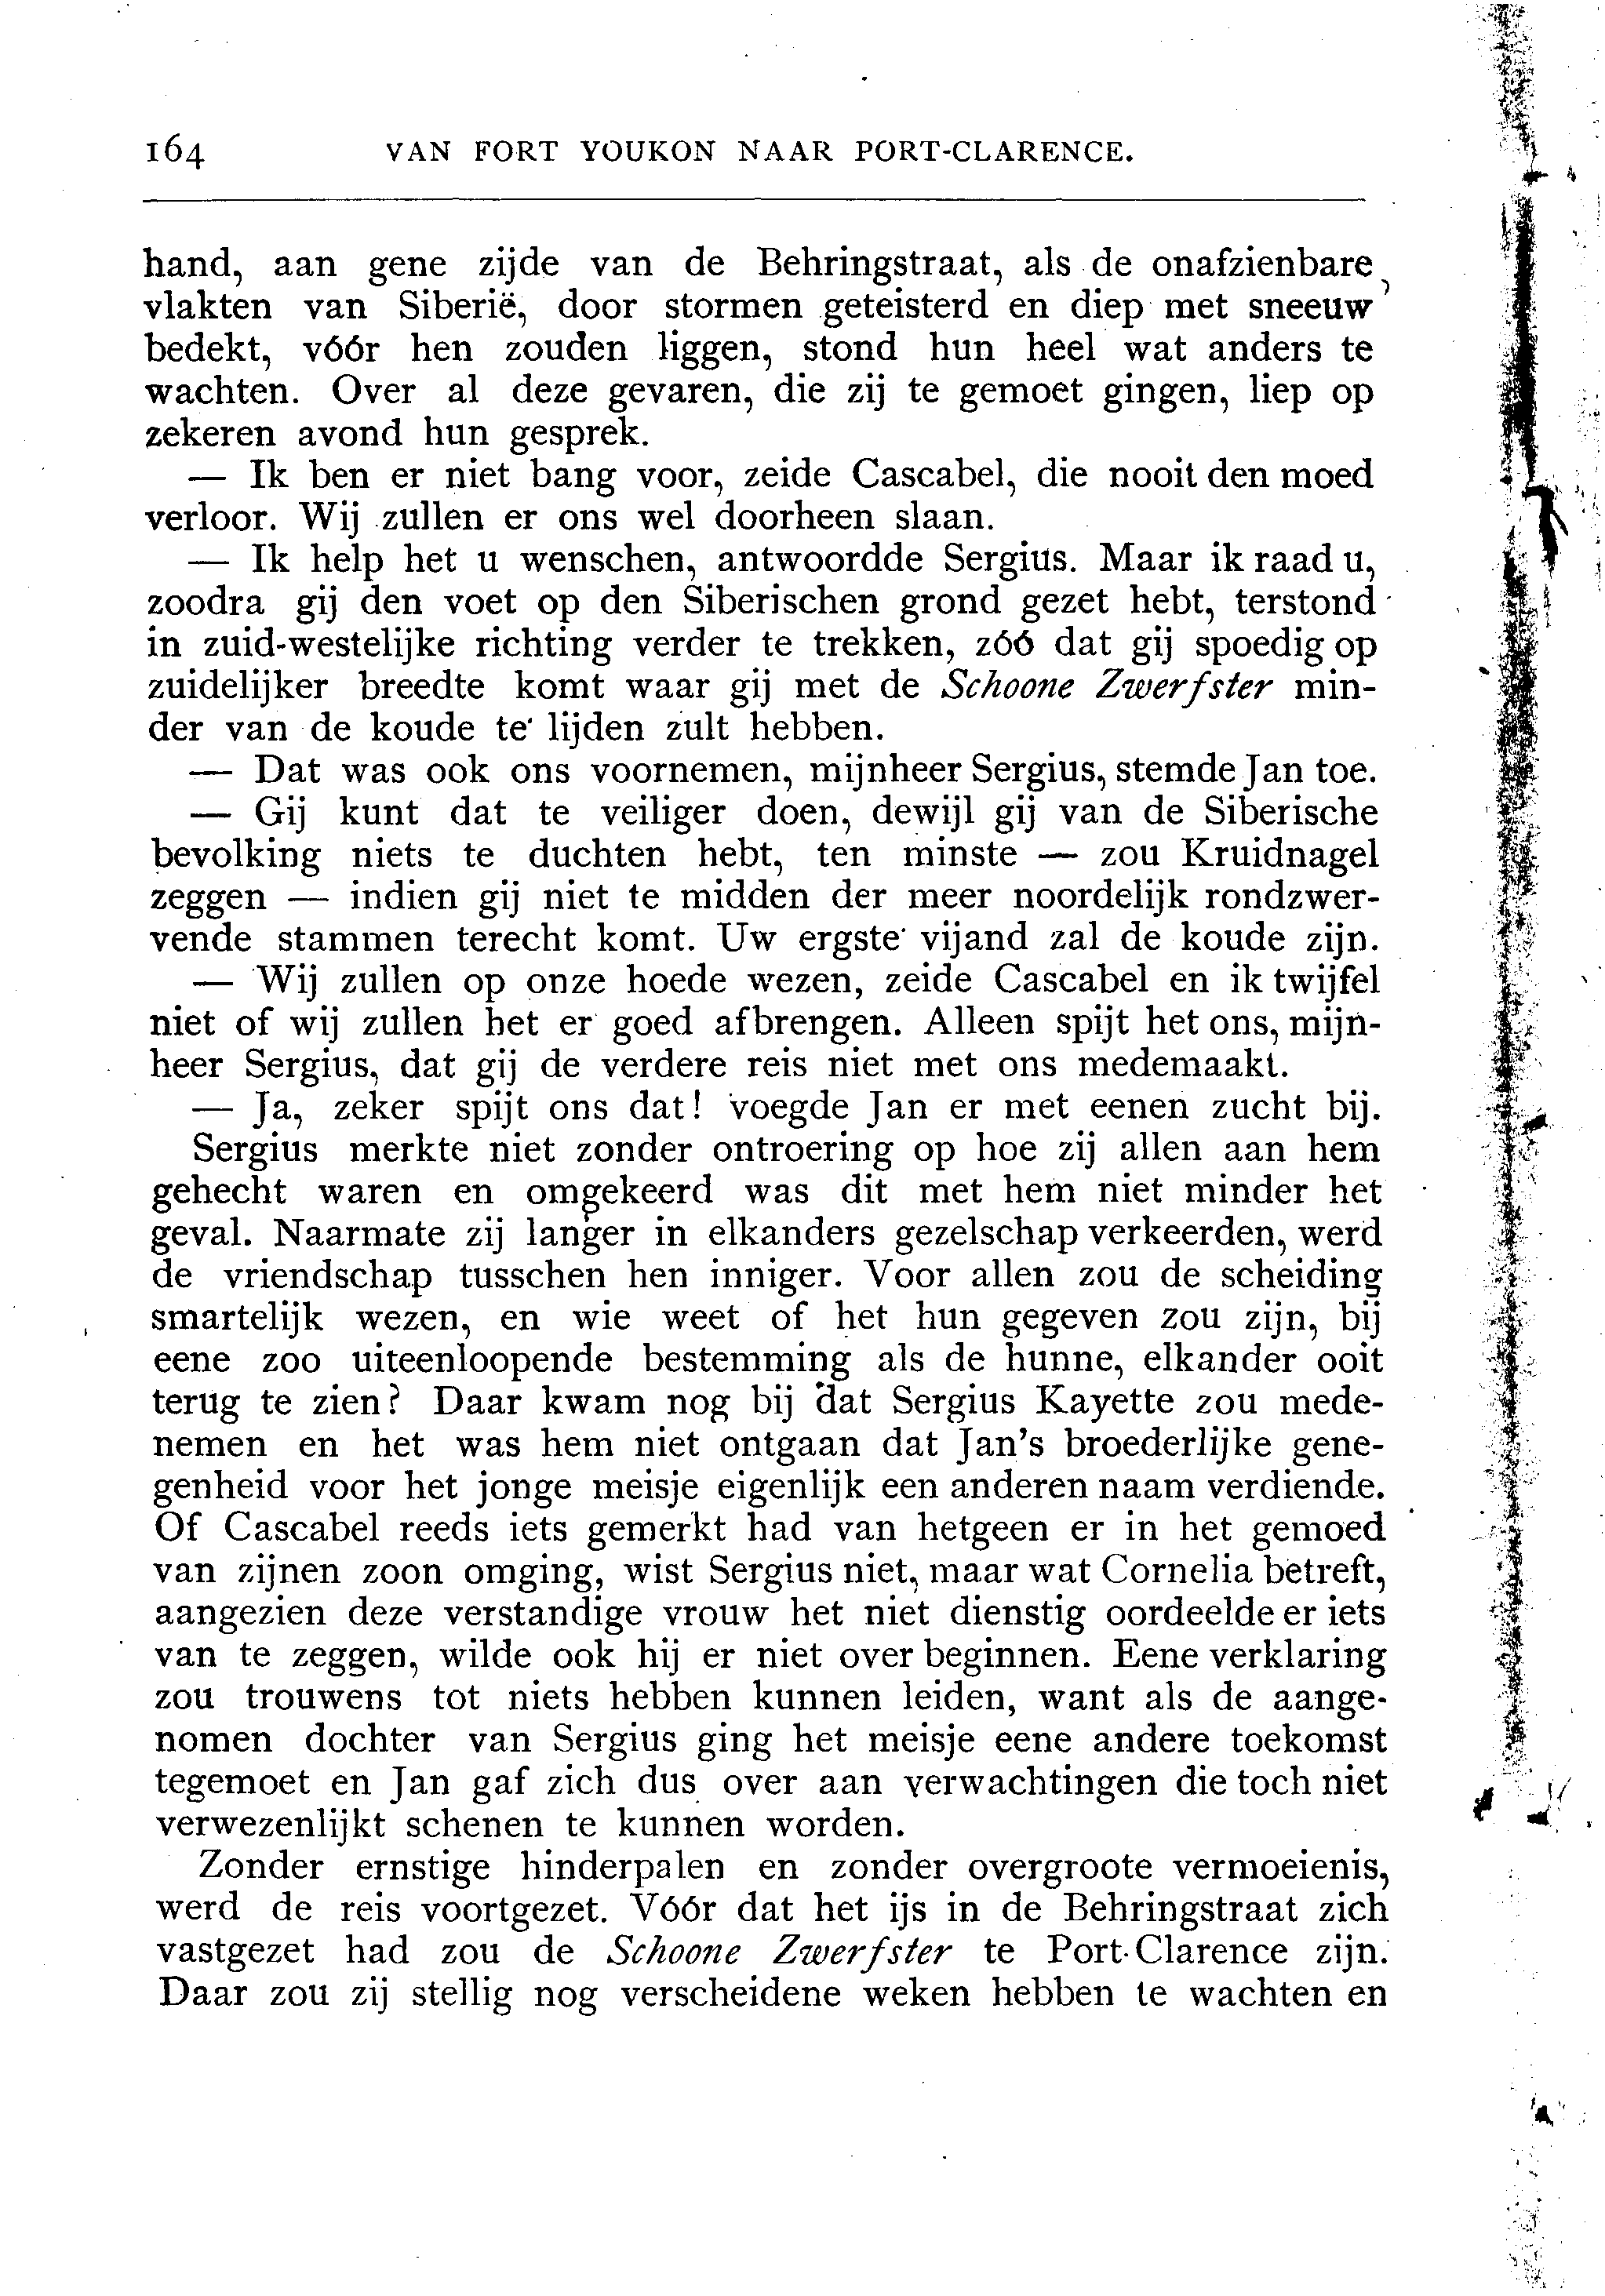 164 VAN FORT YOUKON NAAR PORT-CLARENCE.
hand, aan gene zijde van de Behringstraat, als de onafzienbare
vlakten van Siberië, door stormen geteisterd en diep met sneeuw
bedekt, vóór hen zouden liggen, stond hun heel wat anders te
wachten. Over al deze gevaren, die zij te gemoet gingen, liep op
zekeren avond hun gesprek.
— Ik ben er niet bang voor, zeide Cascabel, die nooit den moed
verloor. Wij zullen er ons wel doorheen slaan.
— Ik help het u wenschen, antwoordde Sergius. Maar ik raad u,
zoodra gij den voet op den Siberischen grond gezet hebt, terstond
in zuid-westelijke richting verder te trekken, zóó dat gij spoedig op
zuidelijker breedte komt waar gij met de Schoone Zwerfster min-
der van de koude te lijden zult hebben.
— Dat was ook ons voornemen, mijnheer Sergius, stemde Jan toe.
— Gij kunt dat te veiliger doen, dewijl gij van de Siberische
bevolking niets te duchten hebt, ten minste — zou Kruidnagel
zeggen — indien gij niet te midden der meer noordelijk rondzwer-
vende stammen terecht komt. Uw ergste vijand zal de koude zijn.
— Wij zullen op onze hoede wezen, zeide Cascabel en ik twijfel
niet of wij zullen het er goed afbrengen. Alleen spijt het ons, mijn-
heer Sergius, dat gij de verdere reis niet met ons medemaakt.
— Ja, zeker spijt ons dat! voegde Jan er met eenen zucht bij.
Sergius merkte niet zonder ontroering op hoe zij allen aan hem
gehecht waren en omgekeerd was dit met hem niet minder het
geval. Naarmate zij langer in elkanders gezelschap verkeerden, werd
de vriendschap tusschen hen inniger. Voor allen zou de scheiding
smartelijk wezen, en wie weet of het hun gegeven zou zijn, bij
eene zoo uiteenloopende bestemming als de hunne, elkander ooit
terug te zien? Daar kwam nog bij dat Sergius Kayette zou mede-
nemen en het was hem niet ontgaan dat Jan's broederlijke gene-
genheid voor het jonge meisje eigenlijk een anderen naam verdiende.
Of Cascabel reeds iets gemerkt had van hetgeen er in het gemoed
van zijnen zoon omging, wist Sergius niet, maar wat Cornelia betreft,
aangezien deze verstandige vrouw het niet dienstig oordeelde er iets
van te zeggen, wilde ook hij er niet over beginnen. Eene verklaring
zou trouwens tot niets hebben kunnen leiden, want als de aange-
nomen dochter van Sergius ging het meisje eene andere toekomst
tegemoet en Jan gaf zich dus over aan verwachtingen die toch niet
verwezenlijkt schenen te kunnen worden.
Zonder ernstige hinderpalen en zonder overgroote vermoeienis,
werd de reis voortgezet. Vóór dat het ijs in de Behringstraat zich
vastgezet had zou de Schoone Zwerfster te Port-Clarence zijn.
Daar zou zij stellig nog verscheidene weken hebben te wachten en